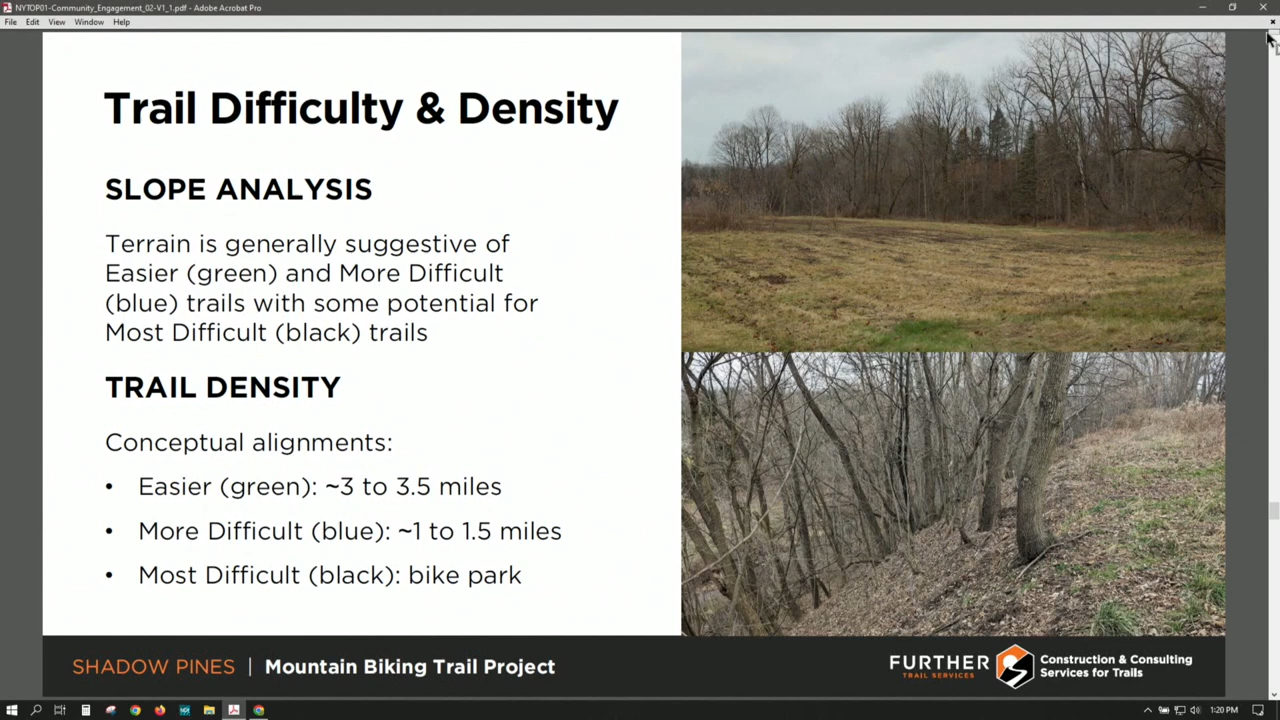 NYTOP01-Community_Engagement_02-V1_1.pdf - Adobe Acrobat Pro
File Edit View Window Help
Trail Difficulty & Density
SLOPE ANALYSIS
Terrain is generally suggestive of
Easier (green) and More Difficult
(blue) trails with some potential for
Most Difficult (black) trails
TRAIL DENSITY
Conceptual alignments:
• Easier (green): ~3 to 3.5 miles
• More Difficult (blue): ~1 to 1.5 miles
• Most Difficult (black): bike park
SHADOW PINES | Mountain Biking Trail Project
FURTHER
TRAIL SERVICES
Construction & Consulting
Services for Trails
1:20 PM